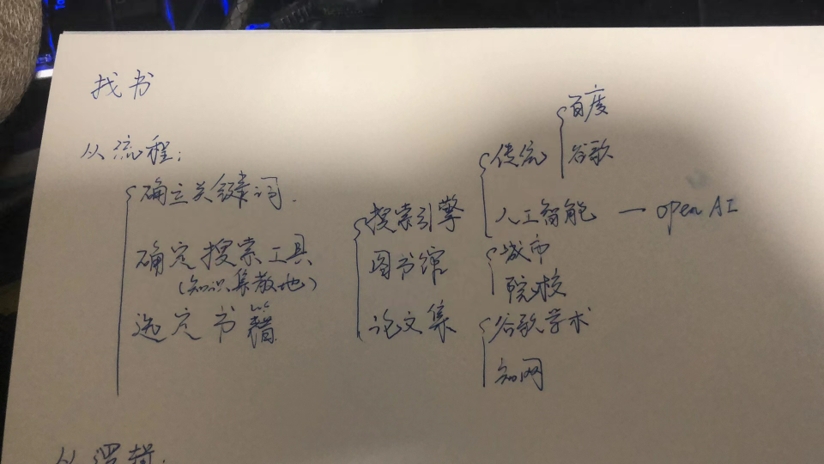 找书
从流程:
确立关键词.
确定搜索工具
(知识集散地)
选定书籍
搜索引擎
图书馆
论文集
传统
百度
谷歌
人工智能 — open AI
城市
院校
谷歌学术
知网
从逻辑: